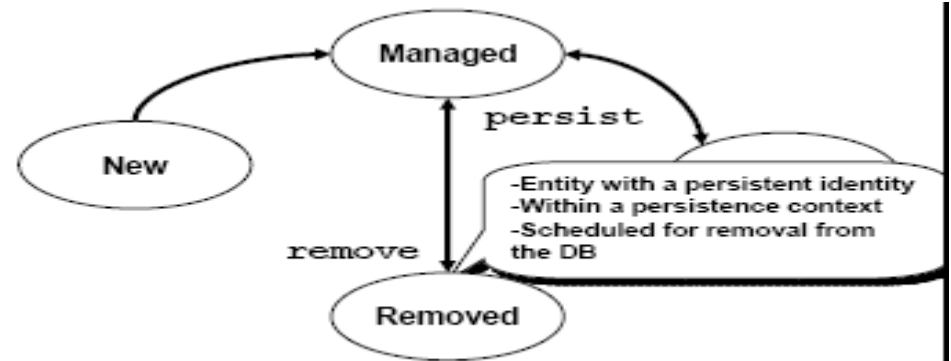 Managed
persist
New
-Entity with a persistent identity
-Within a persistence context
-Scheduled for removal from
the DB
remove
Removed